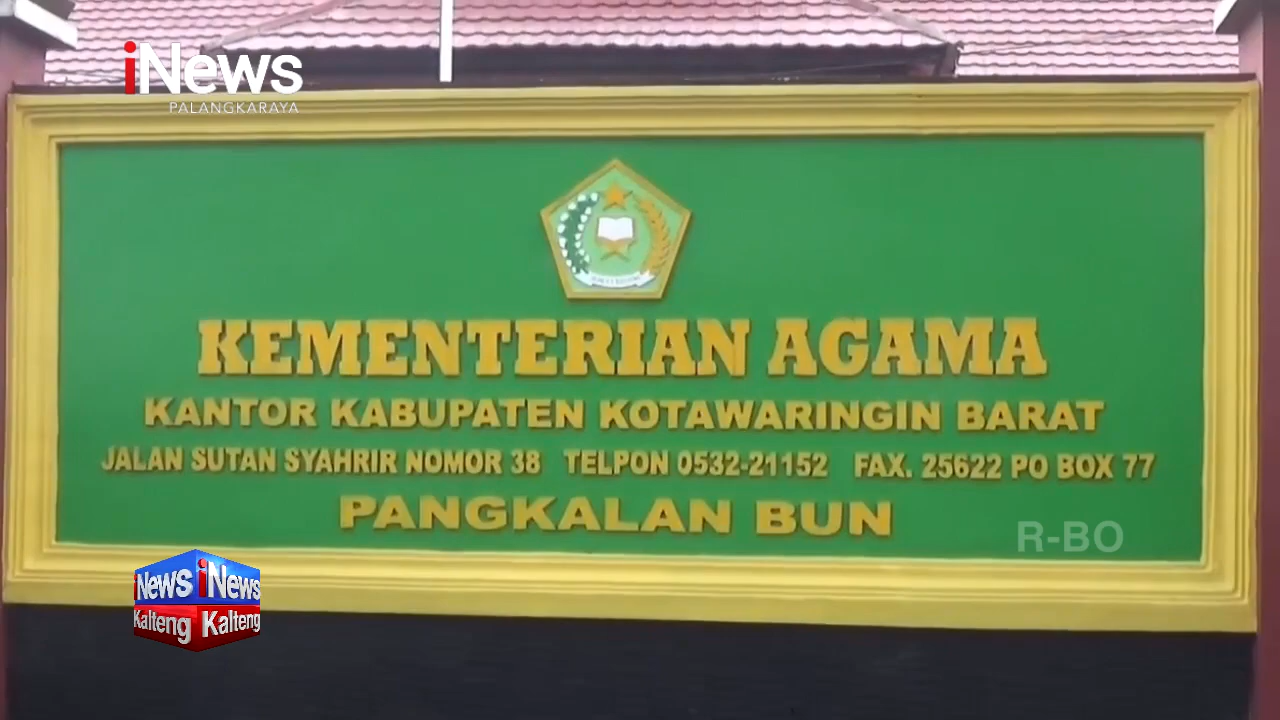 iNews
PALANGKARAYA
KEMENTERIAN AGAMA
KANTOR KABUPATEN KOTAWARINGIN BARAT
JALAN SUTAN SYAHRIR NOMOR 38 TELPON 0532-21152 FAX. 25622 PO BOX 77
PANGKALAN BUN
R-BO
News iNews
Kalteng Kalteng